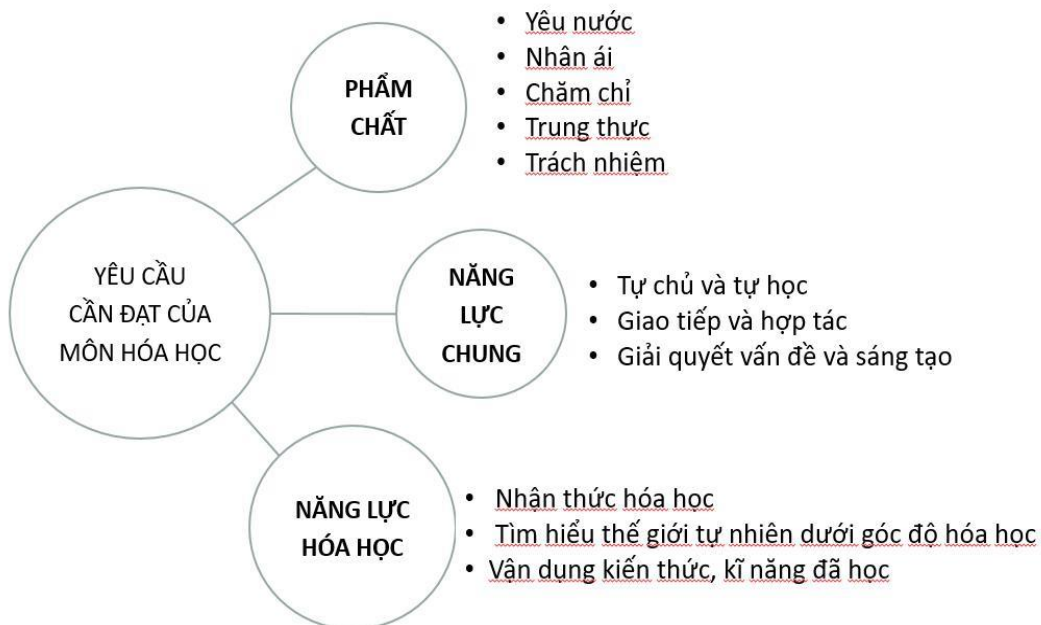 PHẨM
CHẤT
• Yêu nước
• Nhân ái
• Chăm chỉ
• Trung thực
• Trách nhiệm
YÊU CẦU
CẦN ĐẠT CỦA
MÔN HÓA HỌC
NĂNG
LỰC
CHUNG
• Tự chủ và tự học
• Giao tiếp và hợp tác
• Giải quyết vấn đề và sáng tạo
NĂNG LỰC
HÓA HỌC
• Nhận thức hóa học
• Tìm hiểu thế giới tự nhiên dưới góc độ hóa học
• Vận dụng kiến thức, kĩ năng đã học